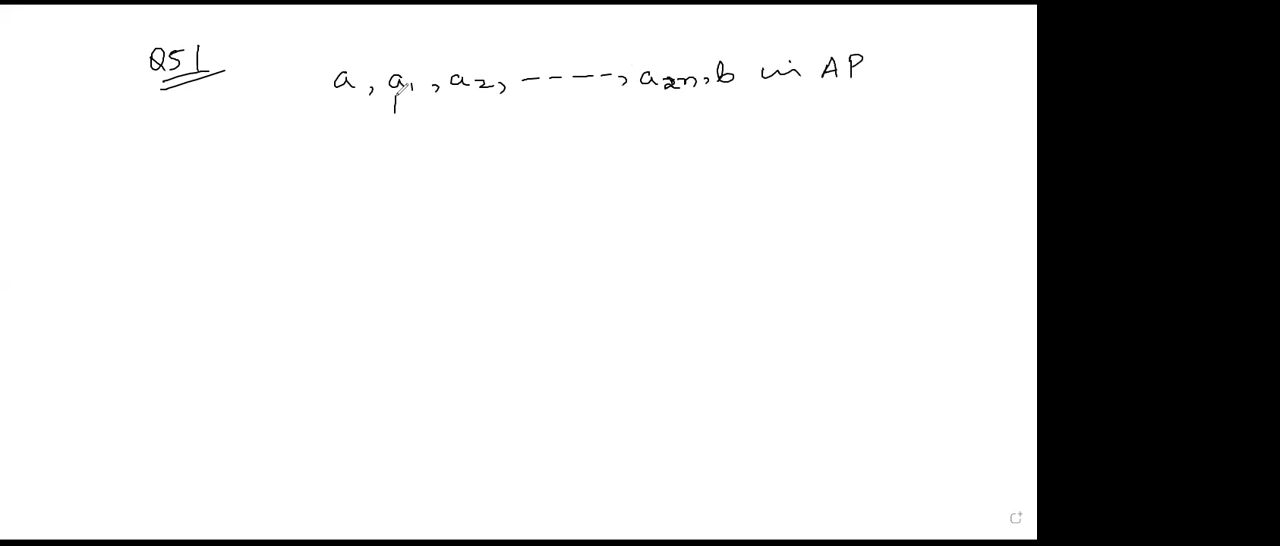 Q51
a, a₁, a₂, ----, a₂ₙ, b in AP